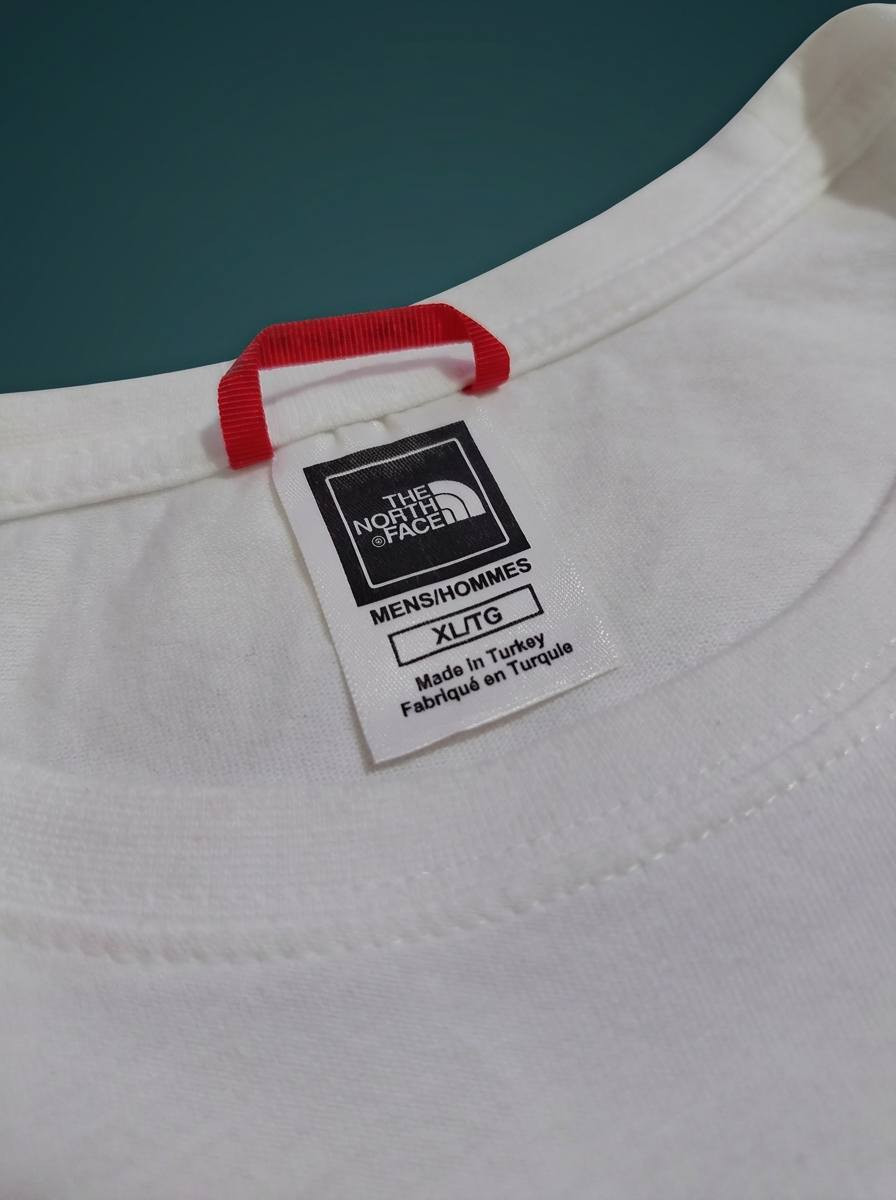 THE
NORTH
FACE
MENS/HOMMES
XL/TG
Made in Turkey
Fabriqué en Turquie